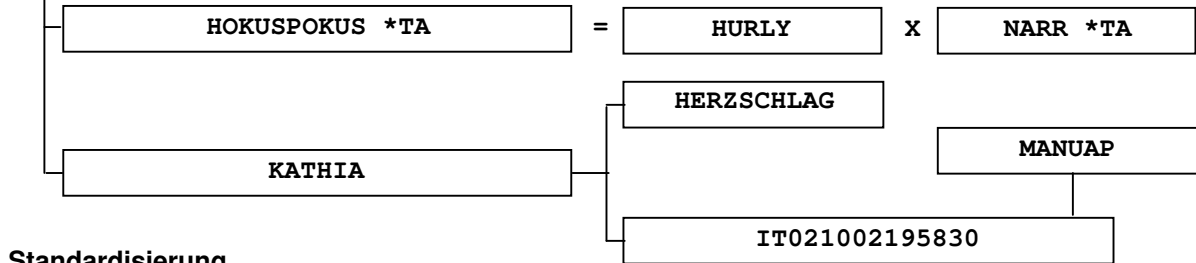 HOKUSPOKUS *TA = HURLY X NARR *TA
HERZSCHLAG
MANUAP
KATHIA
IT021002195830
Standardisierung